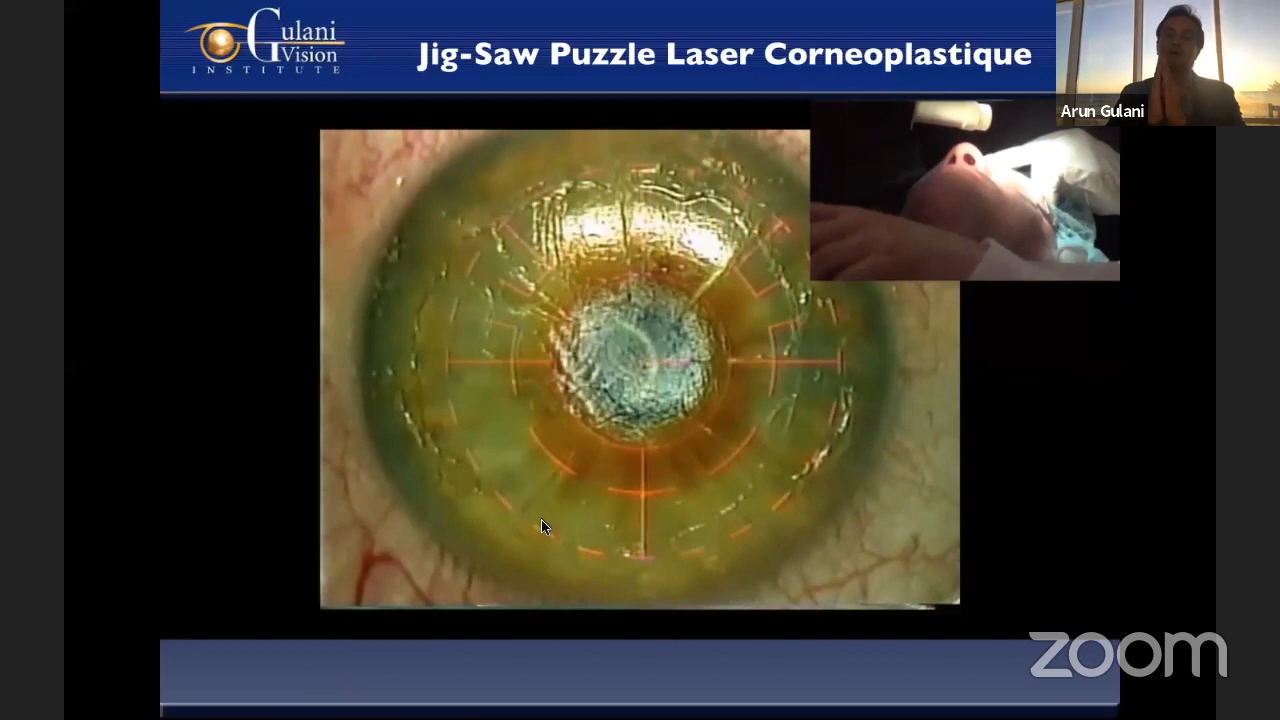 Gulani
Vision
INSTITUTE
Jig-Saw Puzzle Laser Corneoplastique
Arun Gulani
zoom